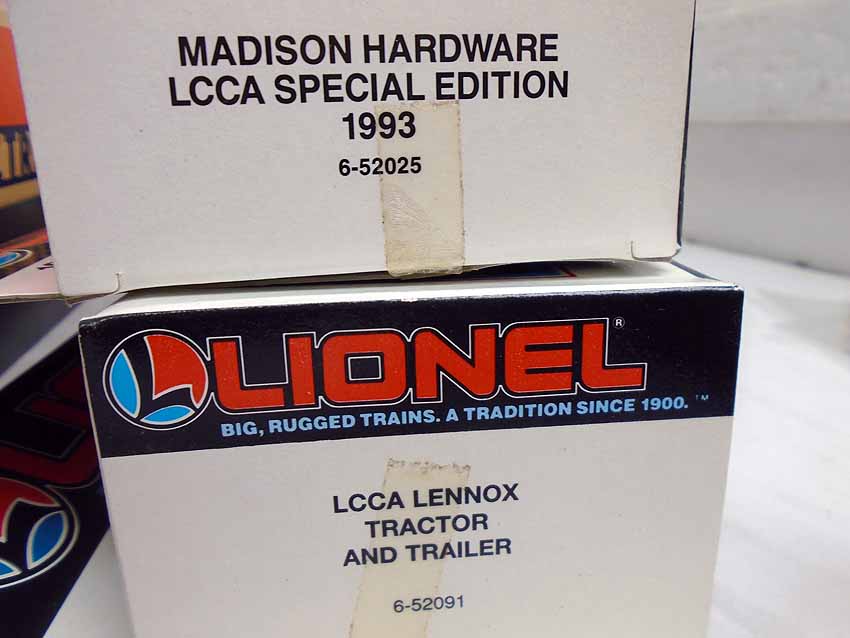 MADISON HARDWARE
LCCA SPECIAL EDITION
1993
6-52025
LIONEL®
BIG, RUGGED TRAINS. A TRADITION SINCE 1900.™
LCCA LENNOX
TRACTOR
AND TRAILER
6-52091